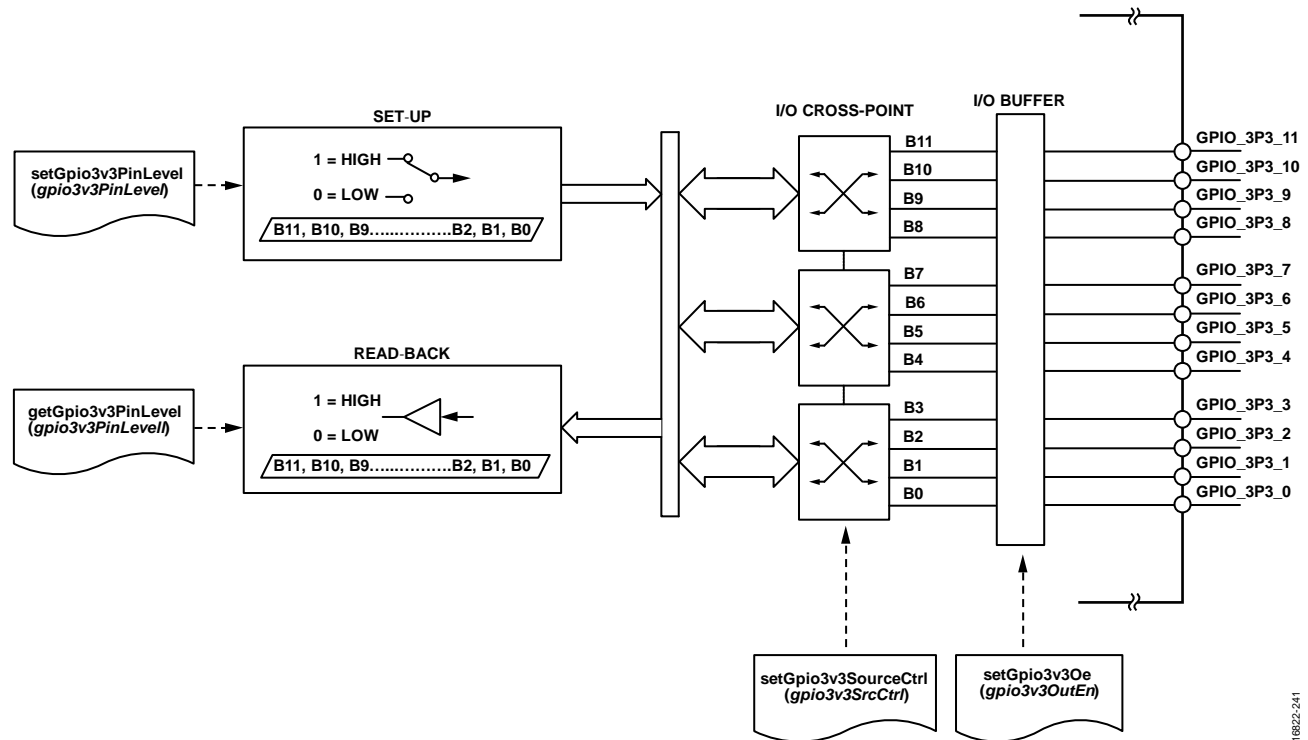 SET-UP
setGpio3v3PinLevel
(gpio3v3PinLevel)
1 = HIGH
0 = LOW
B11, B10, B9................B2, B1, B0
READ-BACK
getGpio3v3PinLevel
(gpio3v3PinLevell)
1 = HIGH
0 = LOW
B11, B10, B9................B2, B1, B0
I/O CROSS-POINT
I/O BUFFER
B11
B10
B9
B8
B7
B6
B5
B4
B3
B2
B1
B0
GPIO_3P3_11
GPIO_3P3_10
GPIO_3P3_9
GPIO_3P3_8
GPIO_3P3_7
GPIO_3P3_6
GPIO_3P3_5
GPIO_3P3_4
GPIO_3P3_3
GPIO_3P3_2
GPIO_3P3_1
GPIO_3P3_0
setGpio3v3SourceCtrl
(gpio3v3SrcCtrl)
setGpio3v3Oe
(gpio3v3OutEn)
16822-241